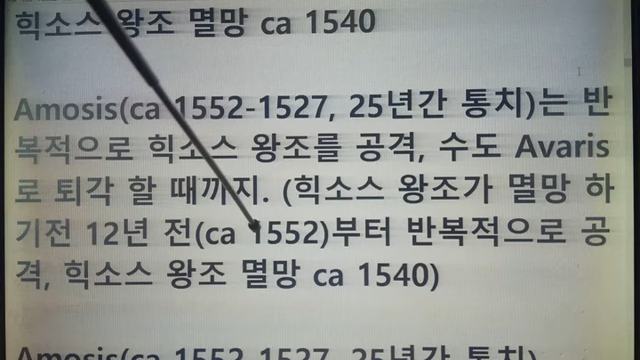 힉소스 왕조 멸망 ca 1540
Amosis(ca 1552-1527, 25년간 통치)는 반
복적으로 힉소스 왕조를 공격, 수도 Avaris
로 퇴각 할 때까지. (힉소스 왕조가 멸망 하
기전 12년 전(ca 1552)부터 반복적으로 공
격, 힉소스 왕조 멸망 ca 1540)
Amosis(ca 1552-1527, 25년간 통치)